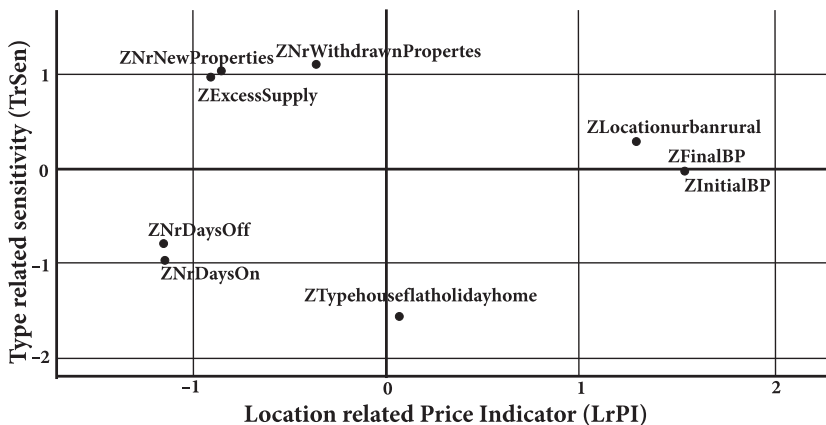 ZNrWithdrawnPropertes
ZNrNewProperties
ZExcessSupply
ZLocationurbanrural
ZFinalBP
ZInitialBP
ZNrDaysOff
ZNrDaysOn
ZTypehouseflatholidayhome
Type related sensitivity (TrSen)
1
0
−1
−2
−1
0
1
2
Location related Price Indicator (LrPI)